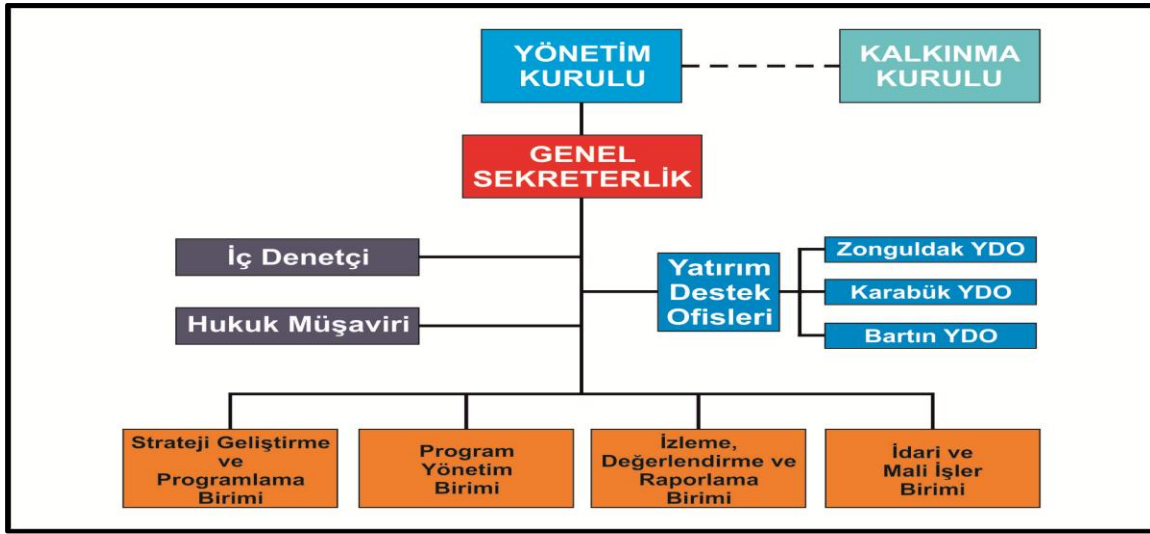 YÖNETİM
KURULU
KALKINMA
KURULU
GENEL
SEKRETERLİK
İç Denetçi
Hukuk Müşaviri
Yatırım
Destek
Ofisleri
Zonguldak YDO
Karabük YDO
Bartın YDO
Strateji Geliştirme
ve
Programlama
Birimi
Program
Yönetim
Birimi
İzleme,
Değerlendirme ve
Raporlama
Birimi
İdari ve
Mali İşler
Birimi